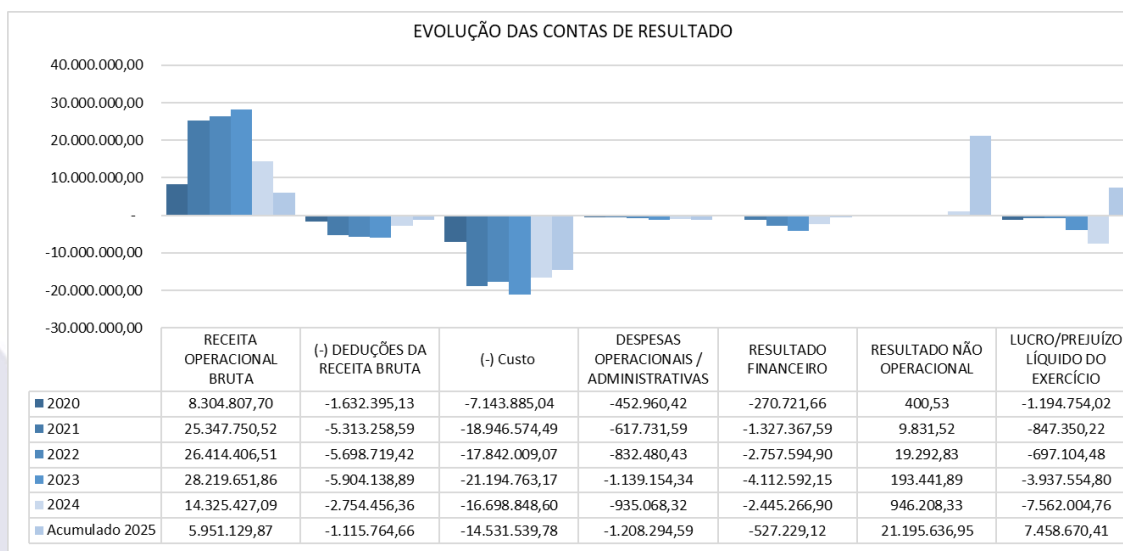 EVOLUÇÃO DAS CONTAS DE RESULTADO
40.000.000,00
30.000.000,00
20.000.000,00
10.000.000,00
-
-10.000.000,00
-20.000.000,00
-30.000.000,00
RECEITA OPERACIONAL BRUTA (-) DEDUÇÕES DA RECEITA BRUTA (-) Custo DESPESAS OPERACIONAIS / ADMINISTRATIVAS RESULTADO FINANCEIRO RESULTADO NÃO OPERACIONAL LUCRO/PREJUÍZO LÍQUIDO DO EXERCÍCIO
2020 8.304.807,70 -1.632.395,13 -7.143.885,04 -452.960,42 -270.721,66 400,53 -1.194.754,02
2021 25.347.750,52 -5.313.258,59 -18.946.574,49 -617.731,59 -1.327.367,59 9.831,52 -847.350,22
2022 26.414.406,51 -5.698.719,42 -17.842.009,07 -832.480,43 -2.757.594,90 19.292,83 -697.104,48
2023 28.219.651,86 -5.904.138,89 -21.194.763,17 -1.139.154,34 -4.112.592,15 193.441,89 -3.937.554,80
2024 14.325.427,09 -2.754.456,36 -16.698.848,60 -935.068,32 -2.445.266,90 946.208,33 -7.562.004,76
Acumulado 2025 5.951.129,87 -1.115.764,66 -14.531.539,78 -1.208.294,59 -527.229,12 21.195.636,95 7.458.670,41